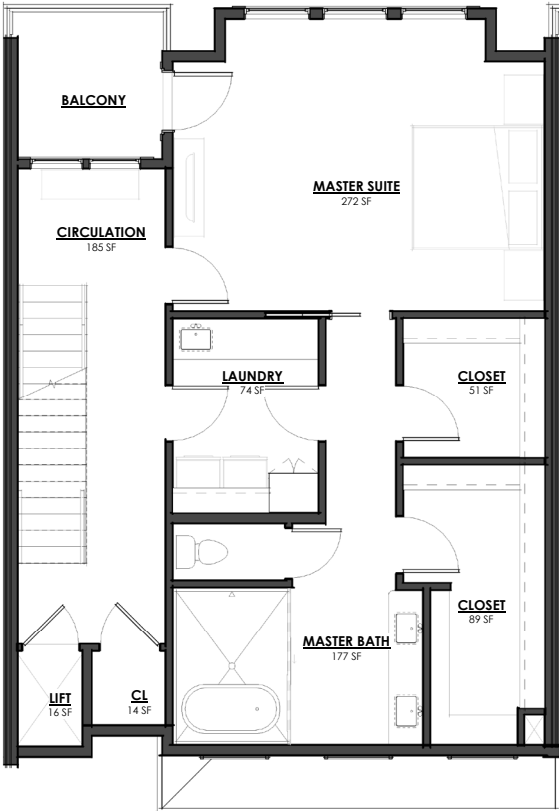 BALCONY
MASTER SUITE
272 SF
CIRCULATION
185 SF
LAUNDRY
74 SF
CLOSET
51 SF
CLOSET
89 SF
MASTER BATH
177 SF
LIFT
16 SF
CL
14 SF